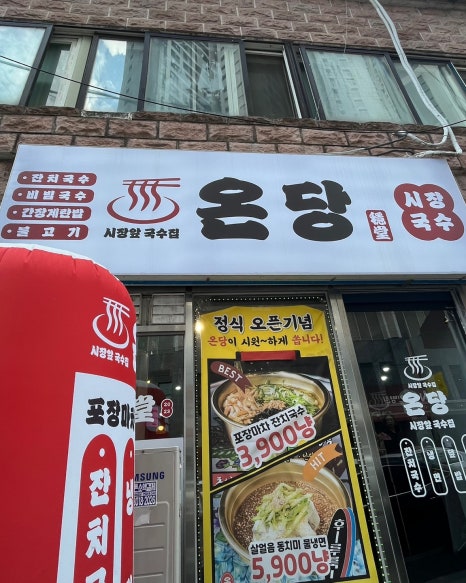 잔치국수
비빔국수
간장계란밥
불고기
시장앞 국수집
온당
穩堂
시장
국수
시장앞 국수집
포장마차
잔치
정식 오픈기념
온당이 시원~하게 쏩니다!
BEST
포장마차 잔치국수
3,900냥
HIT
살얼음 동치미 물냉면
5,900냥
SAMSUNG
온당
시장앞 국수집
잔치국수
냉면